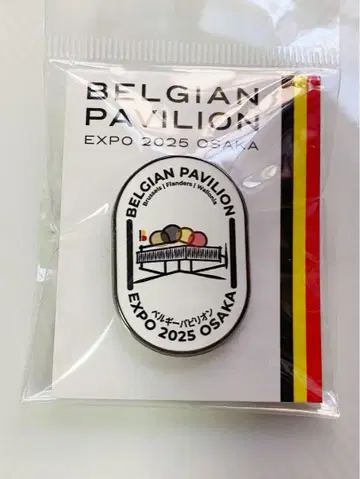 BELGIAN
PAVILION
EXPO 2025 OSAKA
BELGIAN PAVILION
Brussels | Flanders | Wallonia
ベルギーパビリオン
EXPO 2025 OSAKA